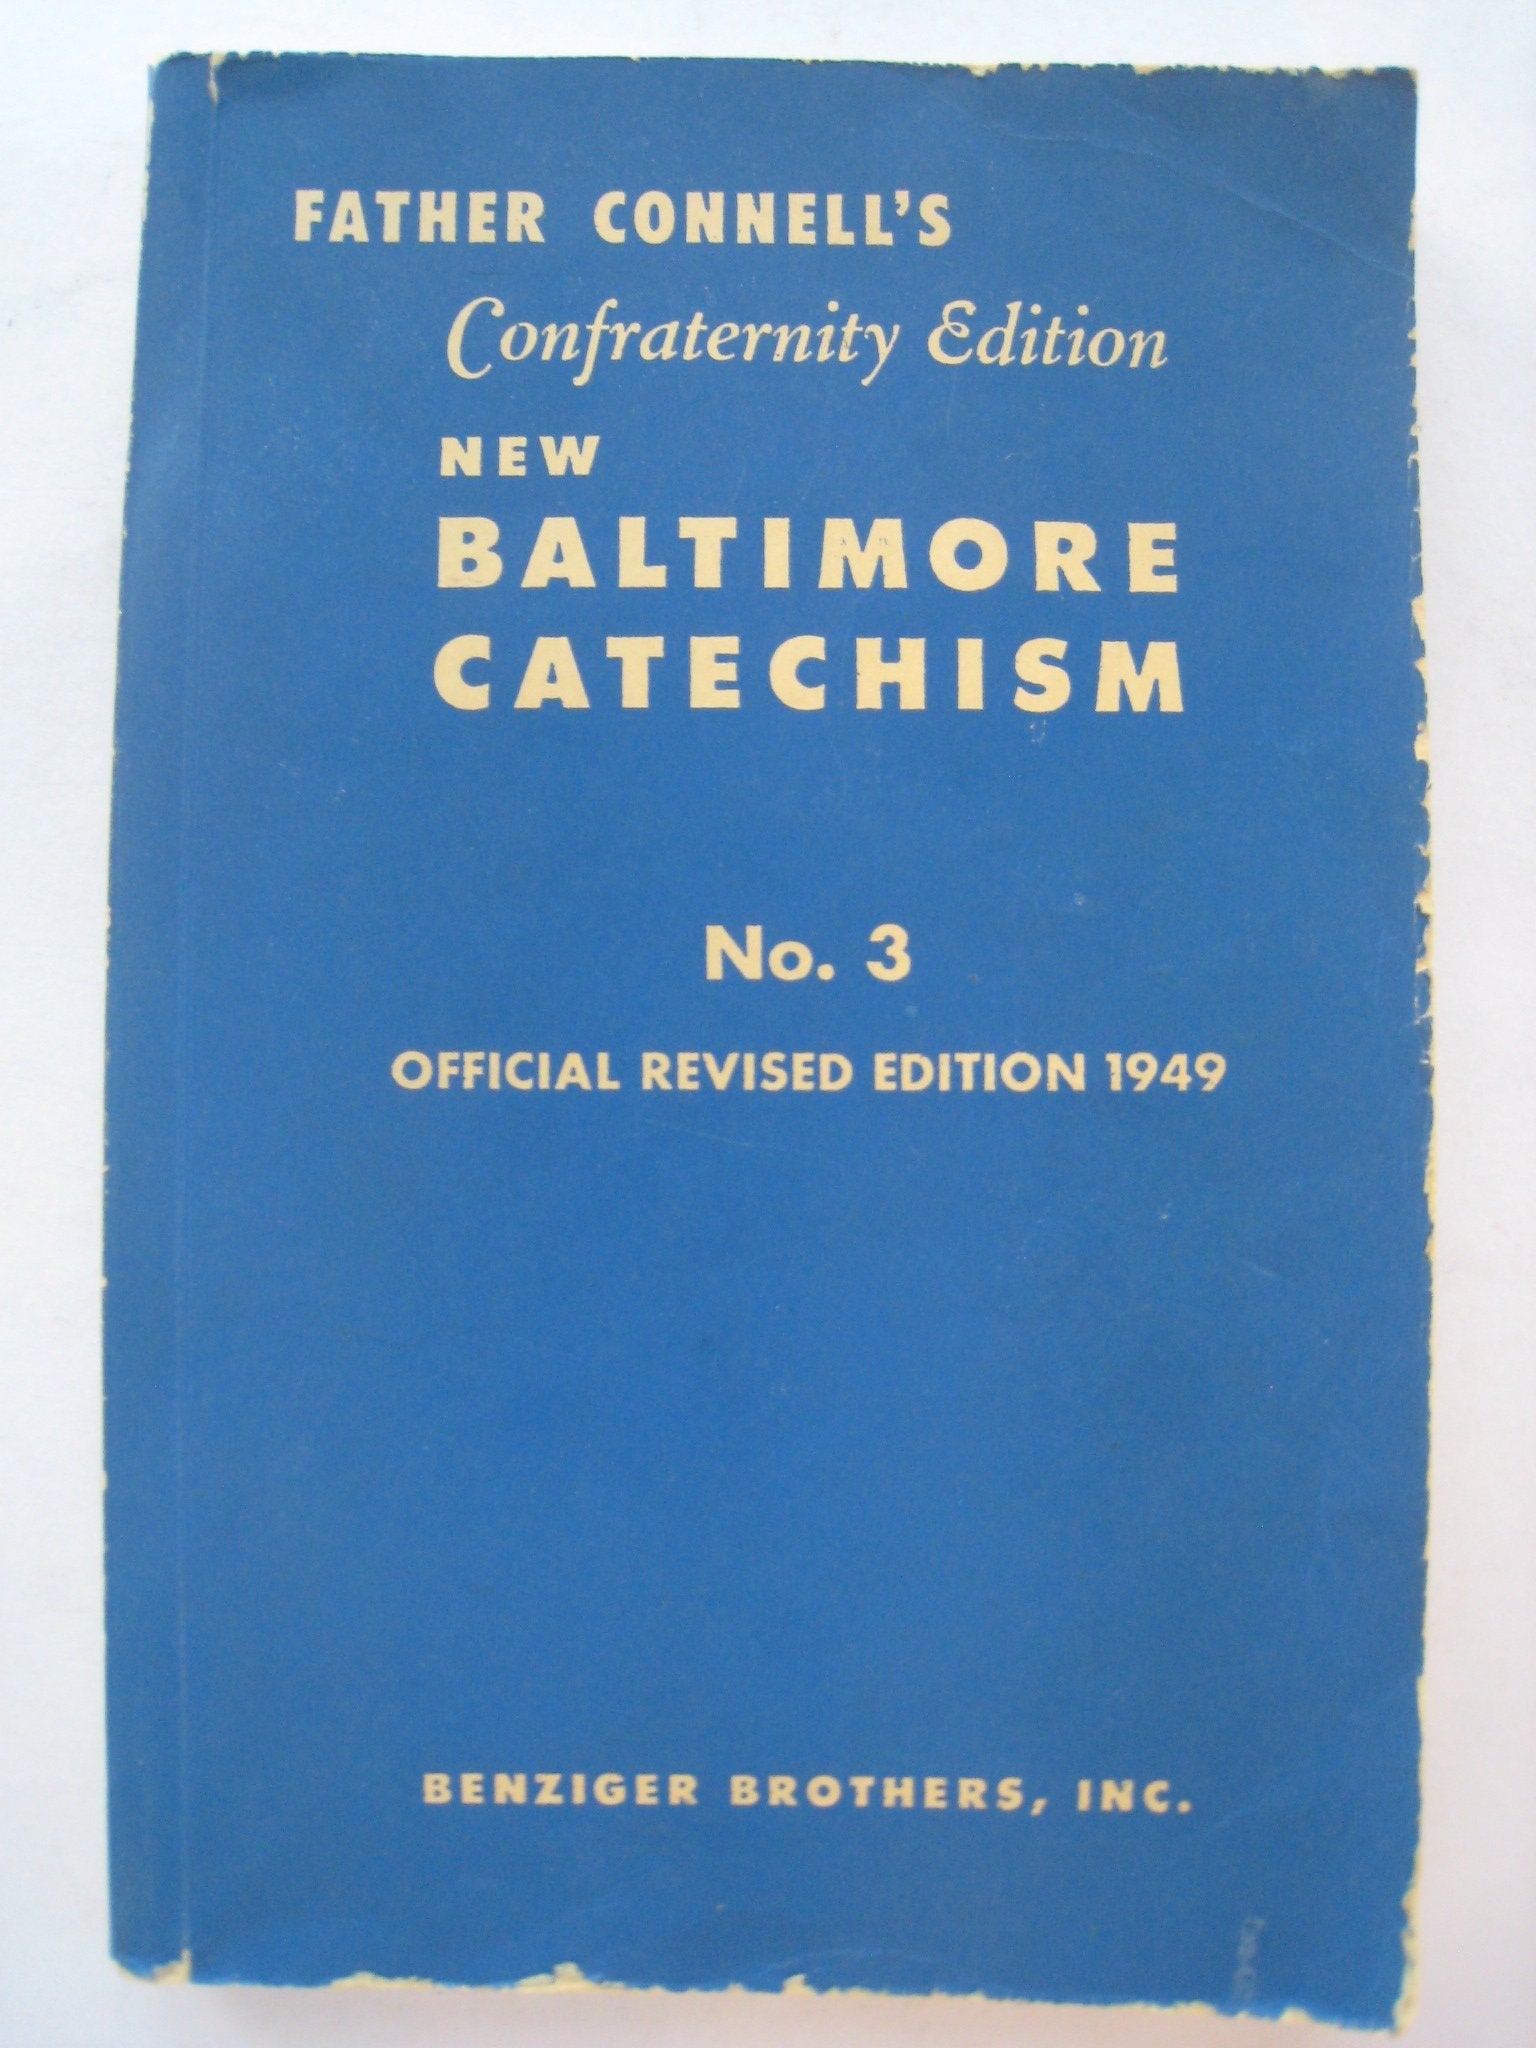 FATHER CONNELL'S
Confraternity Edition
NEW
BALTIMORE
CATECHISM
No. 3
OFFICIAL REVISED EDITION 1949
BENZIGER BROTHERS, INC.